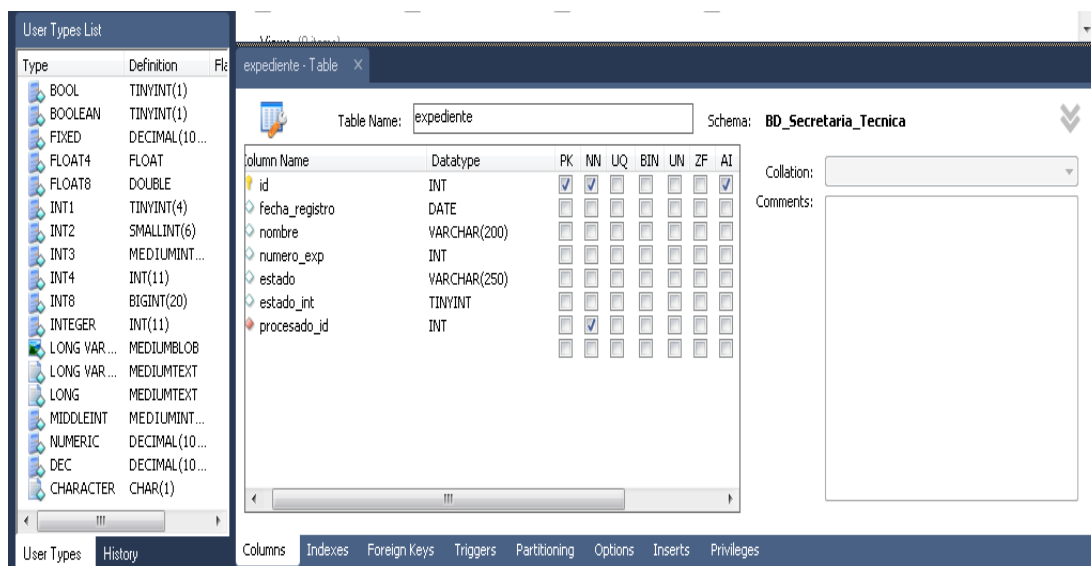 User Types List
Type Definition Fla
BOOL TINYINT(1)
BOOLEAN TINYINT(1)
FIXED DECIMAL(10...
FLOAT4 FLOAT
FLOAT8 DOUBLE
INT1 TINYINT(4)
INT2 SMALLINT(6)
INT3 MEDIUMINT...
INT4 INT(11)
INT8 BIGINT(20)
INTEGER INT(11)
LONG VAR... MEDIUMBLOB
LONG VAR... MEDIUMTEXT
LONG MEDIUMTEXT
MIDDLEINT MEDIUMINT...
NUMERIC DECIMAL(10...
DEC DECIMAL(10...
CHARACTER CHAR(1)
User Types History
expediente - Table
Table Name: expediente Schema: BD_Secretaria_Tecnica
olumn Name Datatype PK NN UQ BIN UN ZF AI
id INT
fecha_registro DATE
nombre VARCHAR(200)
numero_exp INT
estado VARCHAR(250)
estado_int TINYINT
procesado_id INT
Collation:
Comments:
Columns Indexes Foreign Keys Triggers Partitioning Options Inserts Privileges